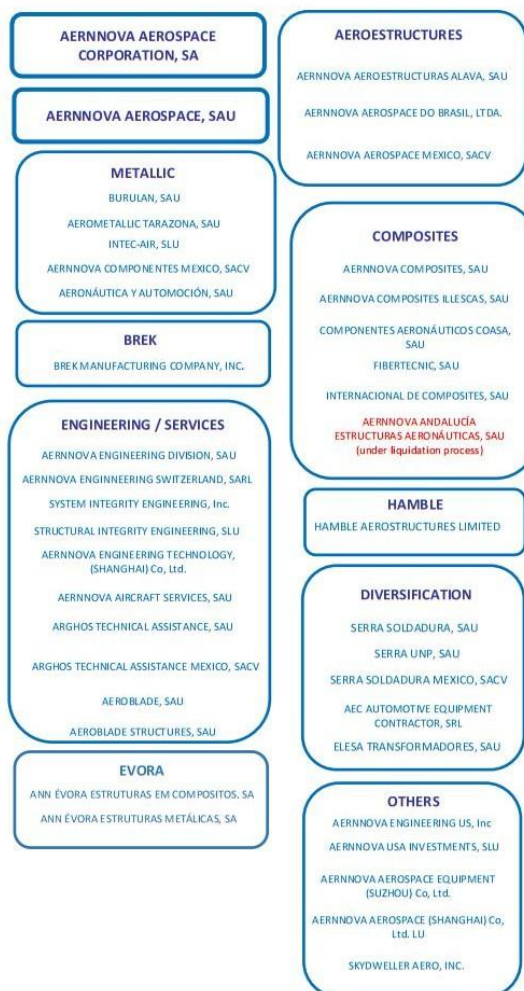 AERNNOVA AEROSPACE
CORPORATION, SA
AERNNOVA AEROSPACE, SAU
METALLIC
BURULAN, SAU
AEROMETALLIC TARAZONA, SAU
INTEC-AIR, SLU
AERNNOVA COMPONENTES MEXICO, SACV
AERONÁUTICA Y AUTOMOCIÓN, SAU
BREK
BREK MANUFACTURING COMPANY, INC.
ENGINEERING / SERVICES
AERNNOVA ENGINEERING DIVISION, SAU
AERNNOVA ENGINNEERING SWITZERLAND, SARL
SYSTEM INTEGRITY ENGINEERING, Inc.
STRUCTURAL INTEGRITY ENGINEERING, SLU
AERNNOVA ENGINEERING TECHNOLOGY,
(SHANGHAI) Co, Ltd.
AERNNOVA AIRCRAFT SERVICES, SAU
ARGHOS TECHNICAL ASSISTANCE, SAU
ARGHOS TECHNICAL ASSISTANCE MEXICO, SACV
AEROBLADE, SAU
AEROBLADE STRUCTURES, SAU
EVORA
ANN ÉVORA ESTRUTURAS EM COMPOSITOS, SA
ANN ÉVORA ESTRUTURAS METÁLICAS, SA
AEROESTRUCTURES
AERNNOVA AEROESTRUCTURAS ALAVA, SAU
AERNNOVA AEROSPACE DO BRASIL, LTDA.
AERNNOVA AEROSPACE MEXICO, SACV
COMPOSITES
AERNNOVA COMPOSITES, SAU
AERNNOVA COMPOSITES ILLESCAS, SAU
COMPONENTES AERONÁUTICOS COASA,
SAU
FIBERTECNIC, SAU
INTERNACIONAL DE COMPOSITES, SAU
AERNNOVA ANDALUCÍA
ESTRUCTURAS AERONÁUTICAS, SAU
(under liquidation process)
HAMBLE
HAMBLE AEROSTRUCTURES LIMITED
DIVERSIFICATION
SERRA SOLDADURA, SAU
SERRA UNP, SAU
SERRA SOLDADURA MEXICO, SACV
AEC AUTOMOTIVE EQUIPMENT
CONTRACTOR, SRL
ELESA TRANSFORMADORES, SAU
OTHERS
AERNNOVA ENGINEERING US, Inc
AERNNOVA USA INVESTMENTS, SLU
AERNNOVA AEROSPACE EQUIPMENT
(SUZHOU) Co, Ltd.
AERNNOVA AEROSPACE (SHANGHAI) Co,
Ltd. LU
SKYDWELLER AERO, INC.